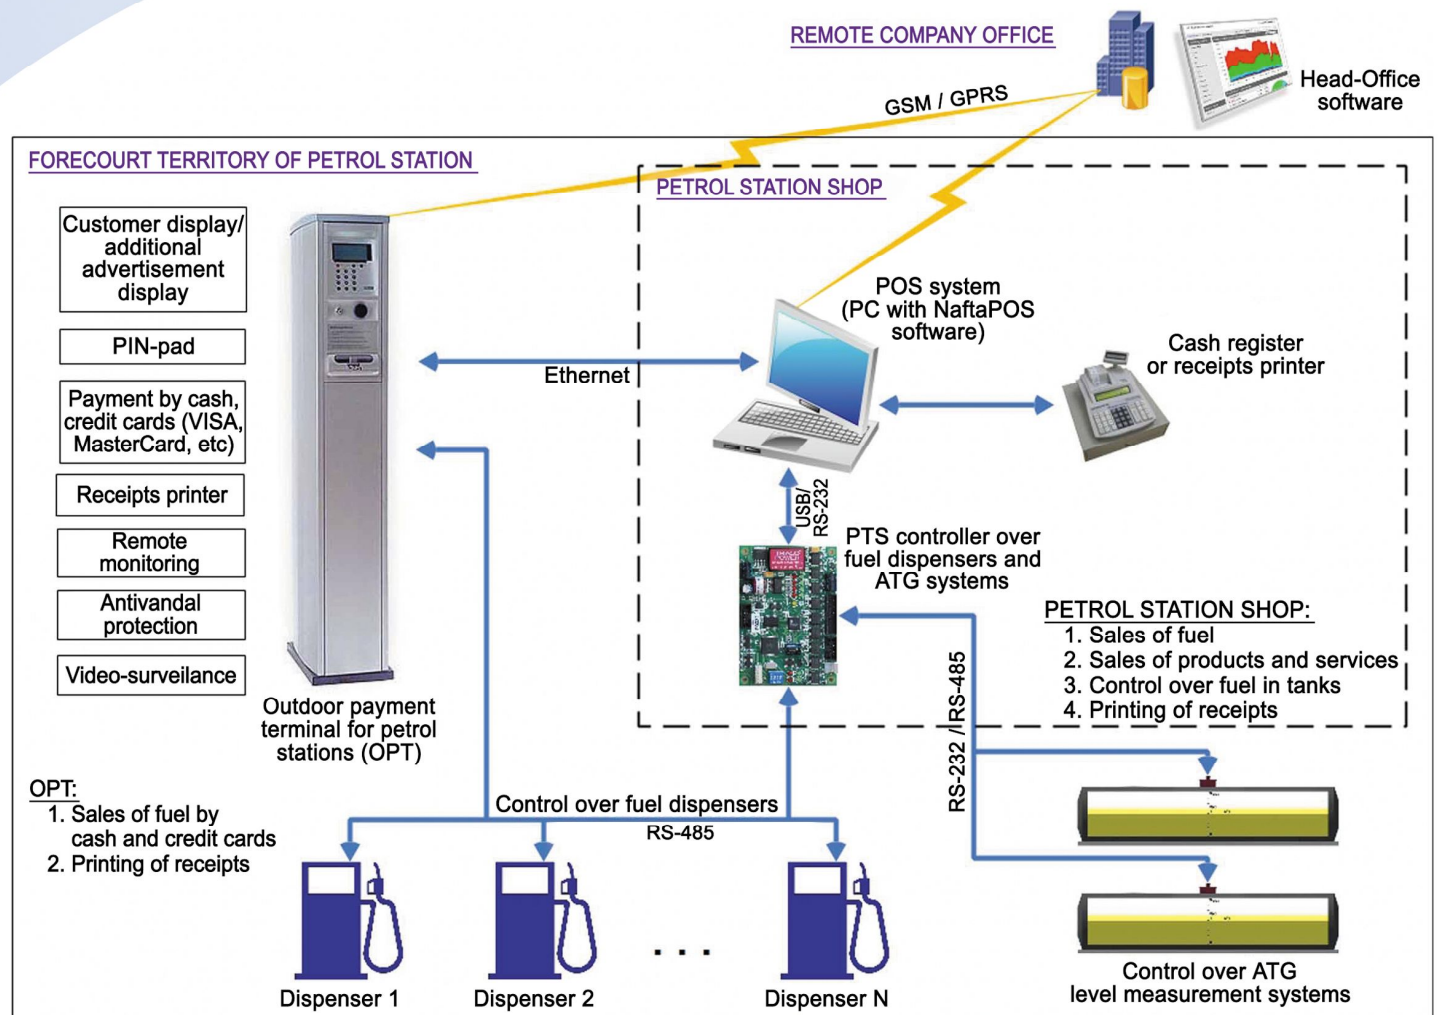 REMOTE COMPANY OFFICE
GSM / GPRS
Head-Office
software
FORECOURT TERRITORY OF PETROL STATION
PETROL STATION SHOP
Customer display/
additional
advertisement
display
PIN-pad
Payment by cash,
credit cards (VISA,
MasterCard, etc)
Receipts printer
Remote
monitoring
Antivandal
protection
Video-surveilance
Outdoor payment
terminal for petrol
stations (OPT)
Ethernet
POS system
(PC with NaftaPOS
software)
Cash register
or receipts printer
USB/
RS-232
PTS controller over
fuel dispensers and
ATG systems
PETROL STATION SHOP:
1. Sales of fuel
2. Sales of products and services
3. Control over fuel in tanks
4. Printing of receipts
RS-232 / RS-485
OPT:
1. Sales of fuel by
cash and credit cards
2. Printing of receipts
Control over fuel dispensers
RS-485
Dispenser 1
Dispenser 2
. . .
Dispenser N
Control over ATG
level measurement systems